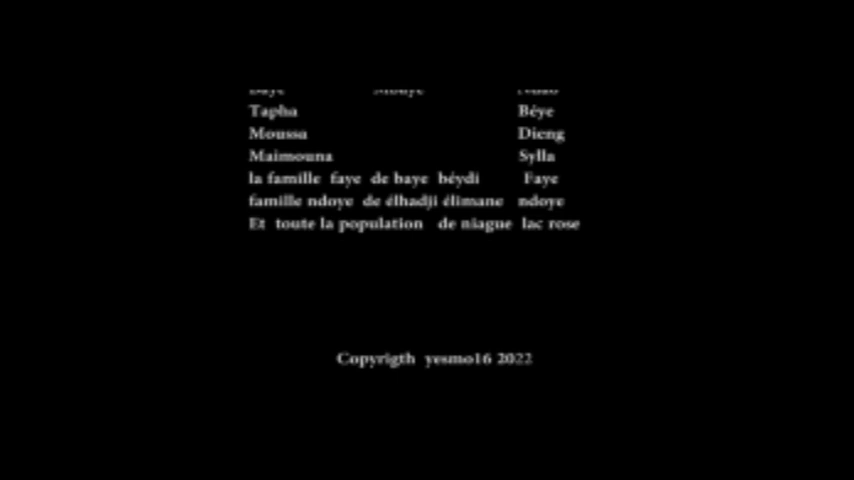 Tapha Béye
Moussa Dieng
Maimouna Sylla
la famille faye de baye béydi Faye
famille ndoye de élhadji élimane ndoye
Et toute la population de niague lac rose
Copyrigth yesmo16 2022